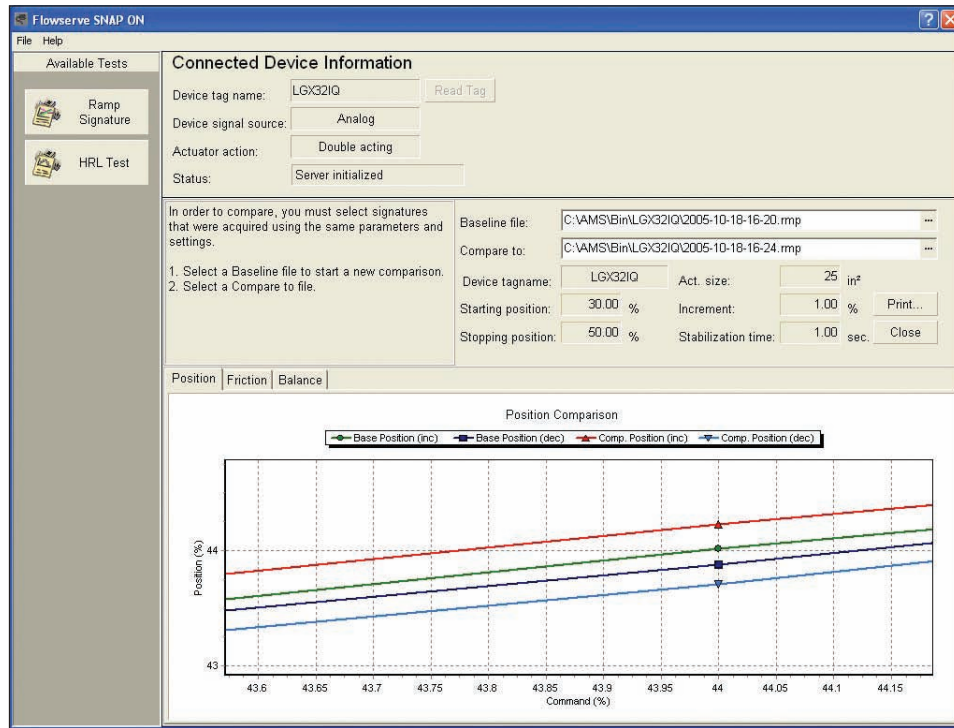 Flowserve SNAP ON
File Help
Available Tests
Ramp
Signature
HRL Test
Connected Device Information
Device tag name: LGX32IQ Read Tag
Device signal source: Analog
Actuator action: Double acting
Status: Server initialized
In order to compare, you must select signatures
that were acquired using the same parameters and
settings.
1. Select a Baseline file to start a new comparison.
2. Select a Compare to file.
Baseline file: C:\AMS\Bin\LGX32IQ\2005-10-18-16-20.rmp ...
Compare to: C:\AMS\Bin\LGX32IQ\2005-10-18-16-24.rmp ...
Device tagname: LGX32IQ Act. size: 25 in²
Starting position: 30.00 % Increment: 1.00 % Print...
Stopping position: 50.00 % Stabilization time: 1.00 sec. Close
Position Friction Balance
Position Comparison
Base Position (inc) Base Position (dec) Comp. Position (inc) Comp. Position (dec)
Position (%)
44
43
43.6 43.65 43.7 43.75 43.8 43.85 43.9 43.95 44 44.05 44.1 44.15
Command (%)